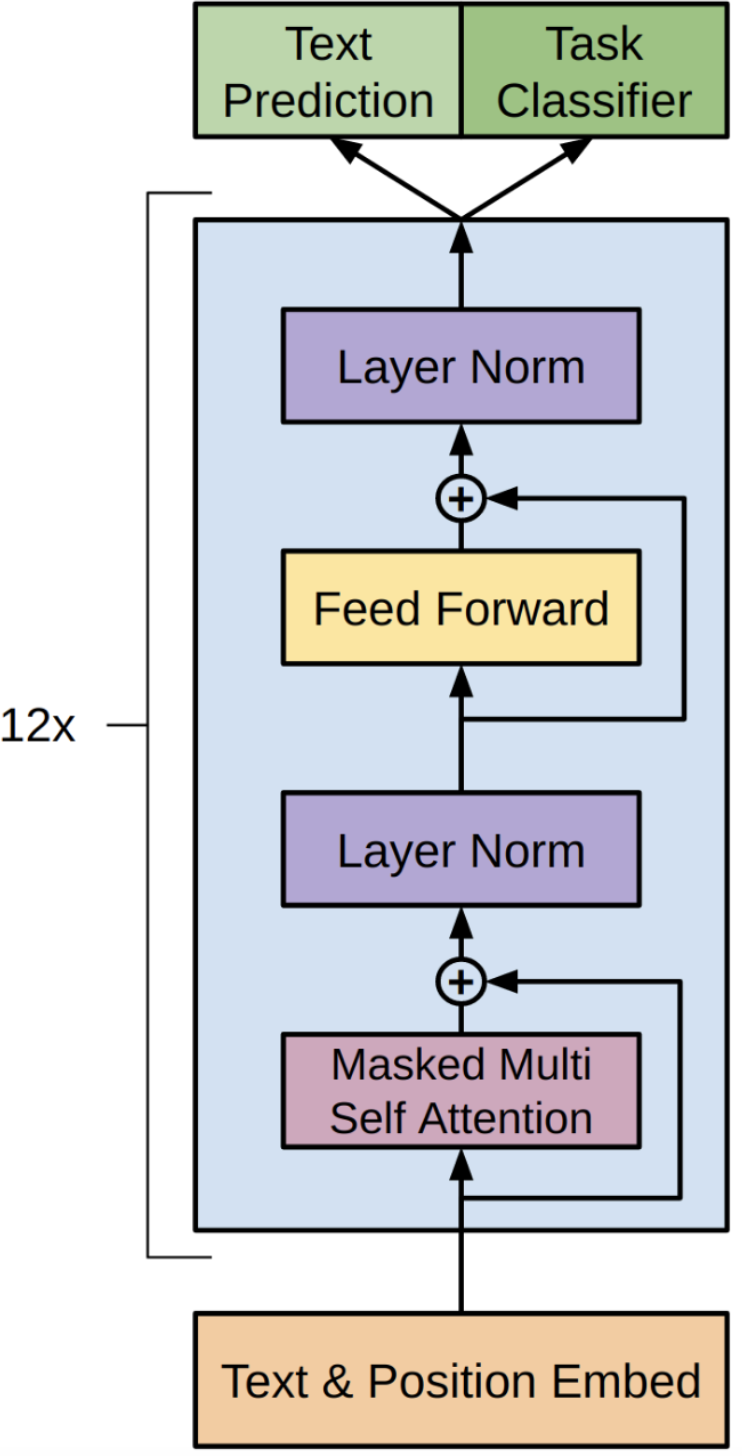 Text
Prediction
Task
Classifier
Layer Norm
+
Feed Forward
12x
Layer Norm
+
Masked Multi
Self Attention
Text & Position Embed